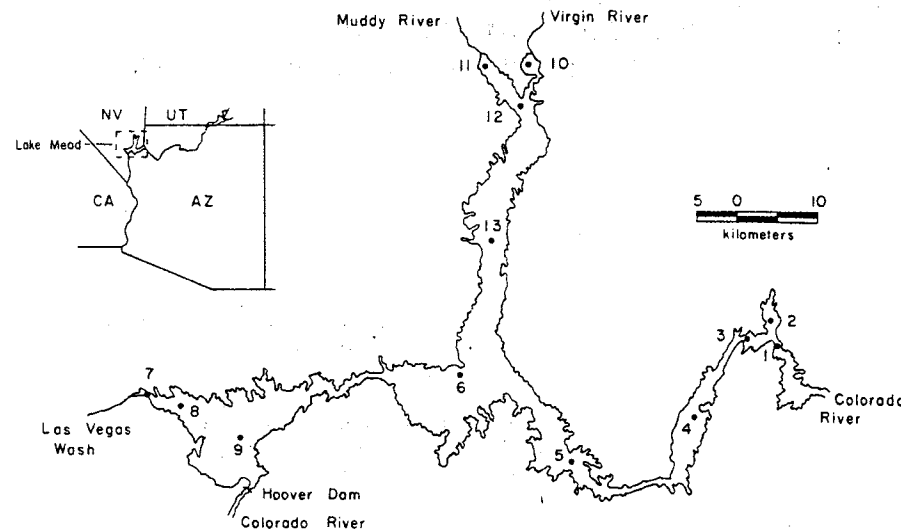 Muddy River
Virgin River
11
10
12
NV
UT
Lake Mead
CA
AZ
5 0 10
kilometers
13
2
3
1
7
6
8
4
Colorado
River
Las Vegas
Wash
9
5
Hoover Dam
Colorado River